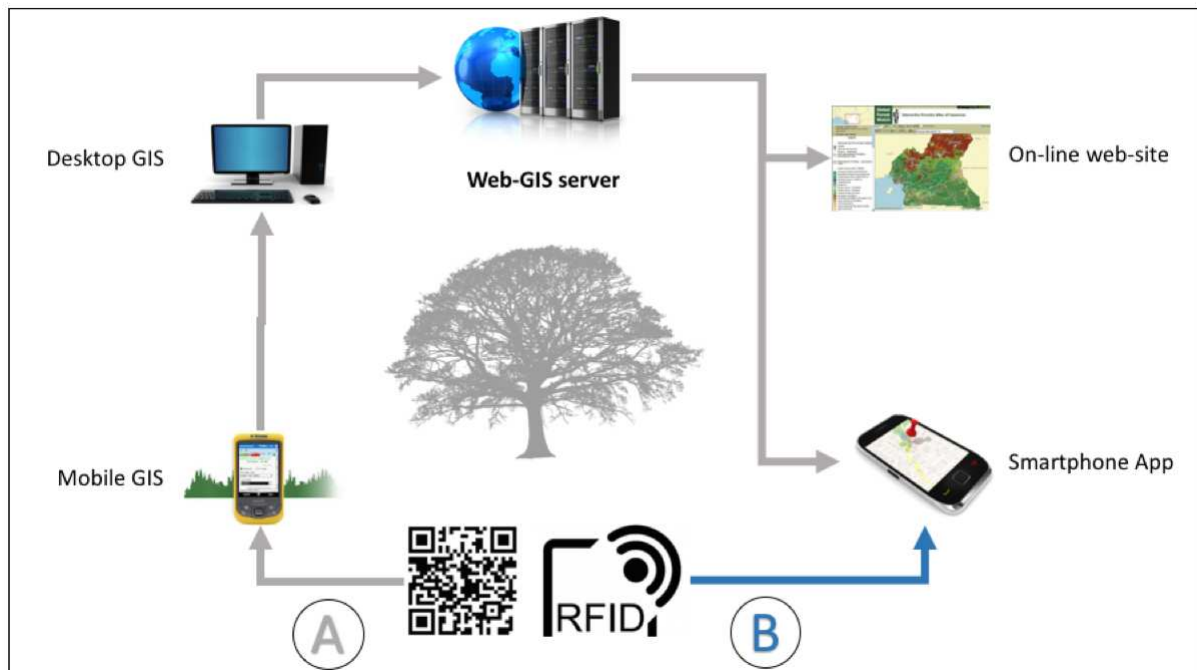 Desktop GIS
Web-GIS server
On-line web-site
Mobile GIS
Smartphone App
RFID
A
B